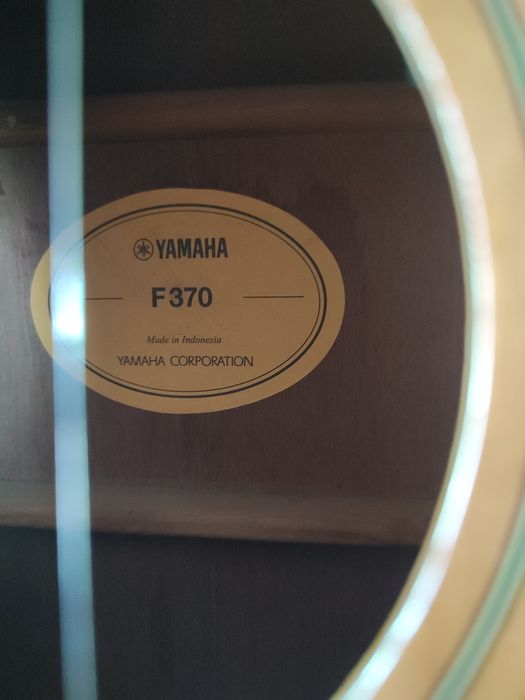 YAMAHA
F370
Made in Indonesia
YAMAHA CORPORATION